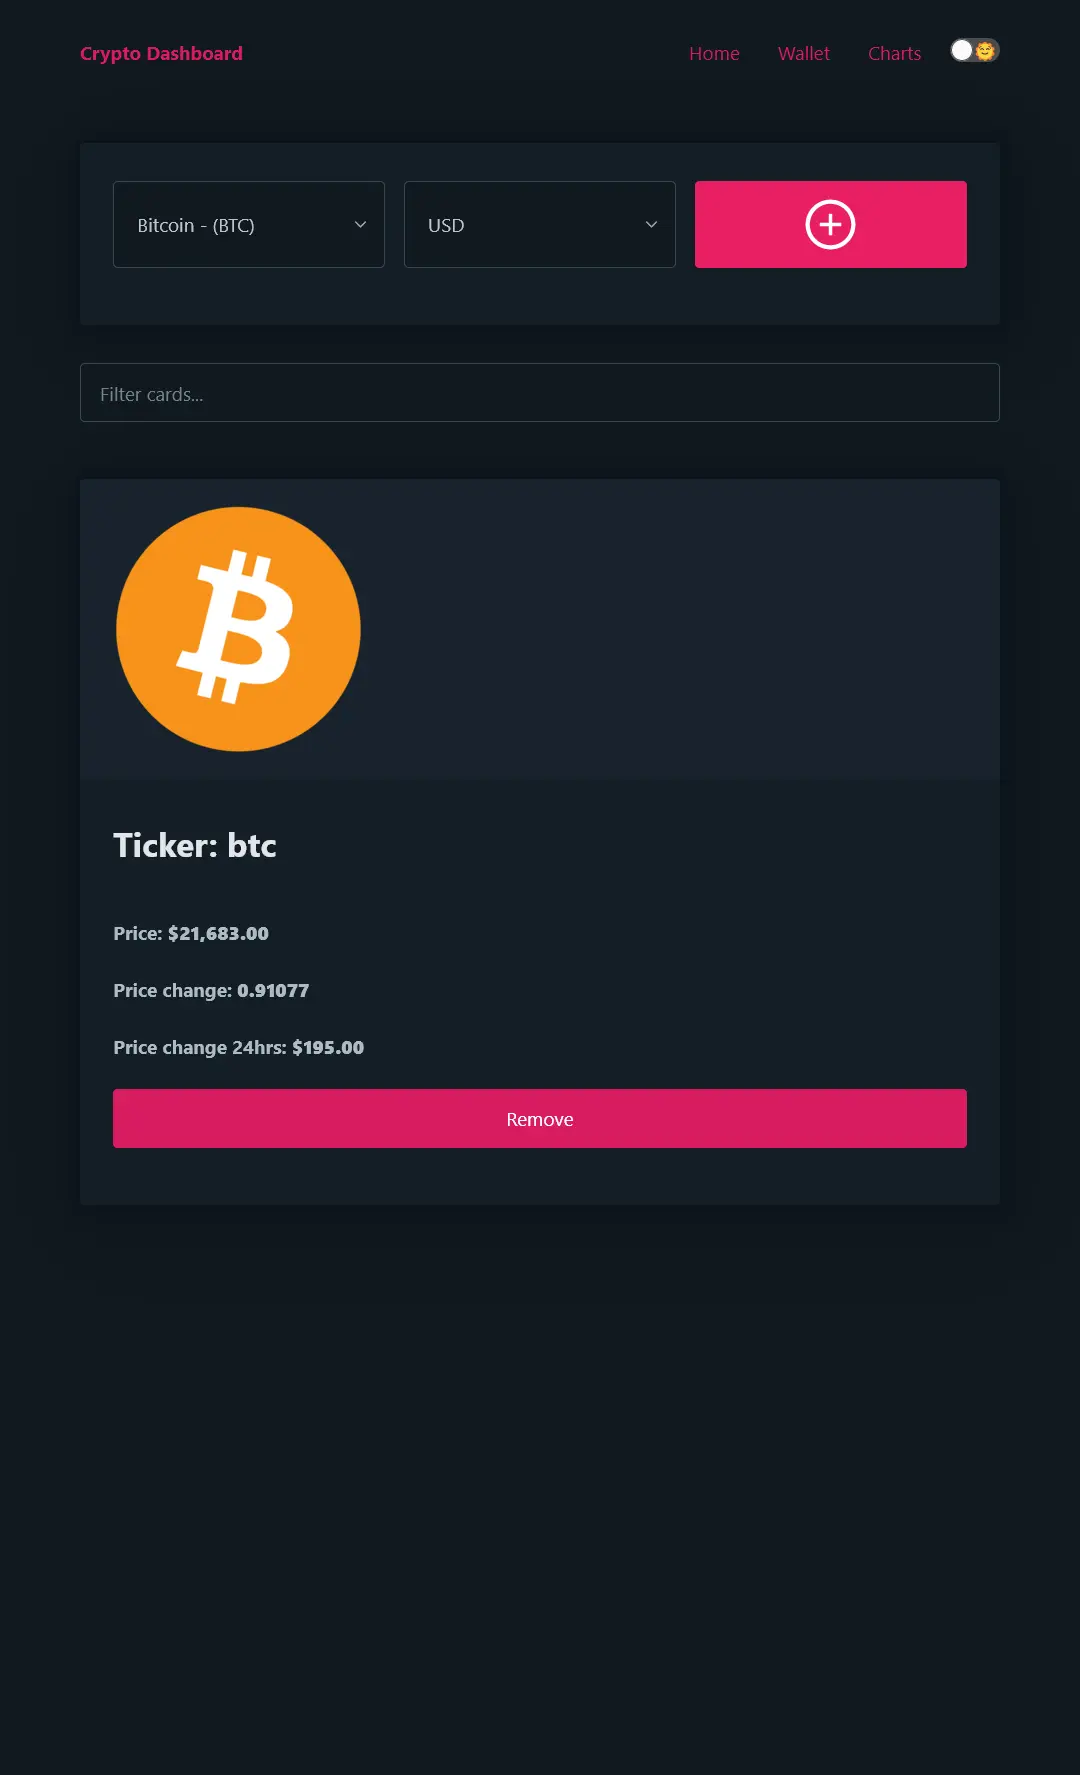 Crypto Dashboard
Home Wallet Charts
Bitcoin - (BTC)
USD
Filter cards...
Ticker: btc
Price: $21,683.00
Price change: 0.91077
Price change 24hrs: $195.00
Remove